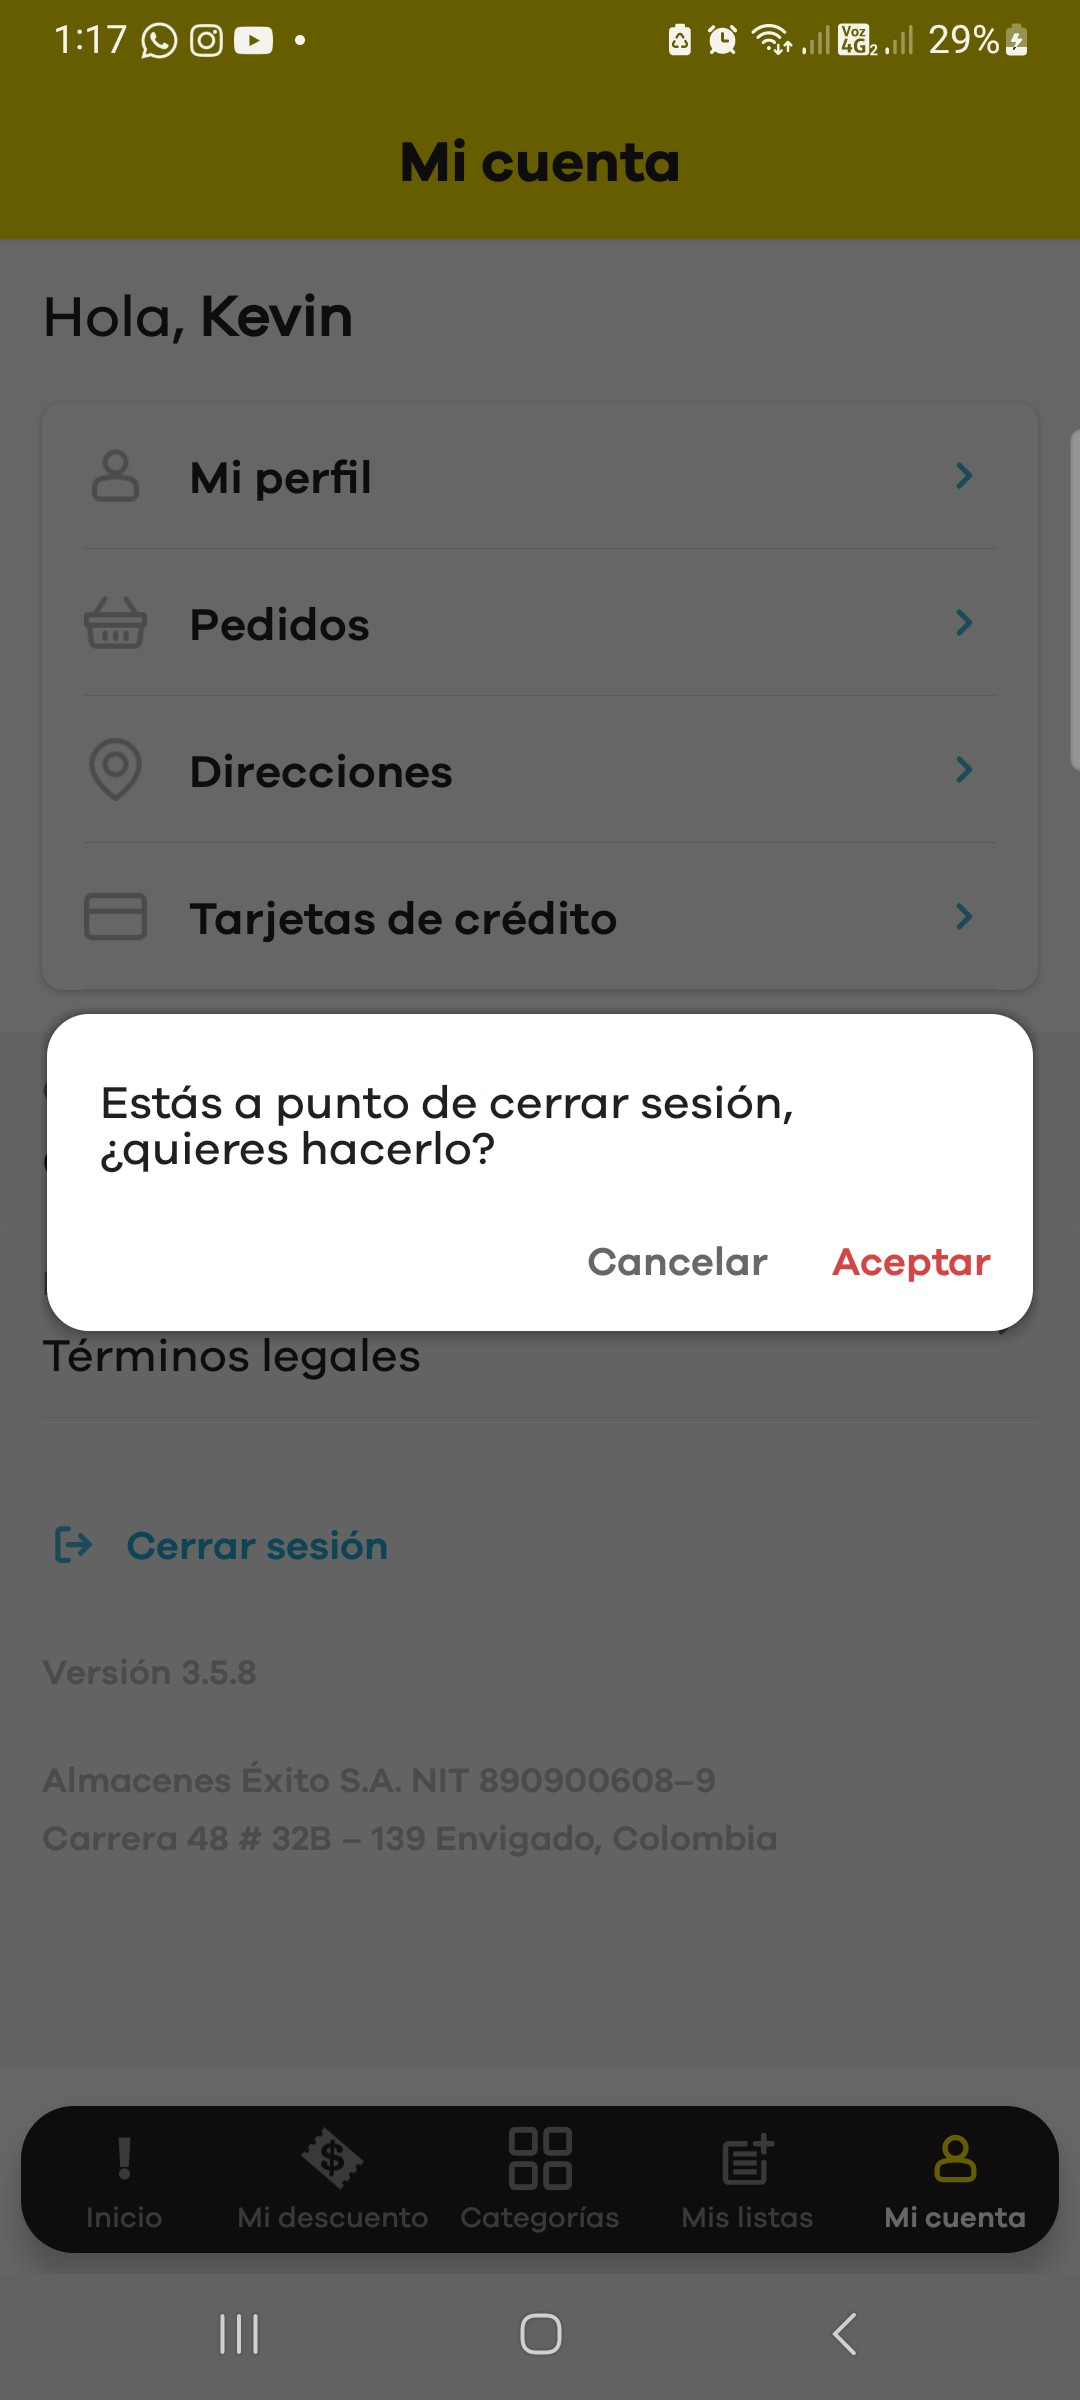 1:17
Voz 4G 2
29%
Mi cuenta
Hola, Kevin
Mi perfil
Pedidos
Direcciones
Tarjetas de crédito
Estás a punto de cerrar sesión,
¿quieres hacerlo?
Cancelar Aceptar
Términos legales
Cerrar sesión
Versión 3.5.8
Almacenes Éxito S.A. NIT 890900608–9
Carrera 48 # 32B – 139 Envigado, Colombia
Inicio Mi descuento Categorías Mis listas Mi cuenta